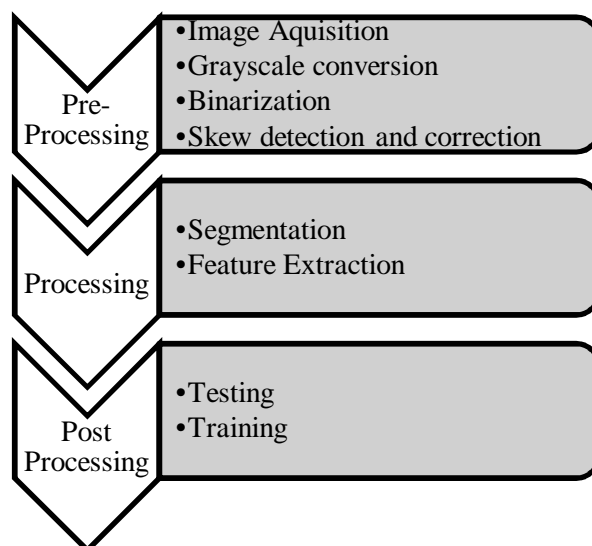 Pre-
Processing
•Image Aquisition
•Grayscale conversion
•Binarization
•Skew detection and correction
Processing
•Segmentation
•Feature Extraction
Post
Processing
•Testing
•Training